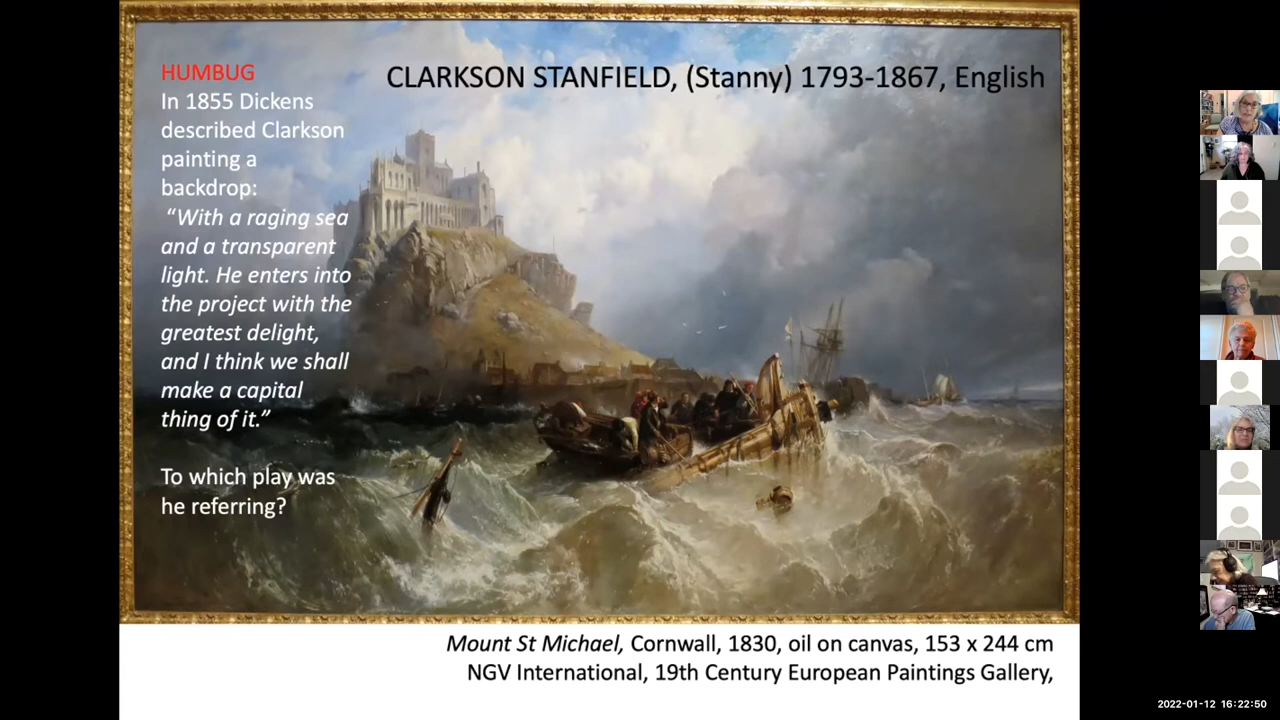 HUMBUG
In 1855 Dickens
described Clarkson
painting a
backdrop:
“With a raging sea
and a transparent
light. He enters into
the project with the
greatest delight,
and I think we shall
make a capital
thing of it.”
To which play was
he referring?
CLARKSON STANFIELD, (Stanny) 1793-1867, English
Mount St Michael, Cornwall, 1830, oil on canvas, 153 x 244 cm
NGV International, 19th Century European Paintings Gallery,
2022-01-12 16:22:50